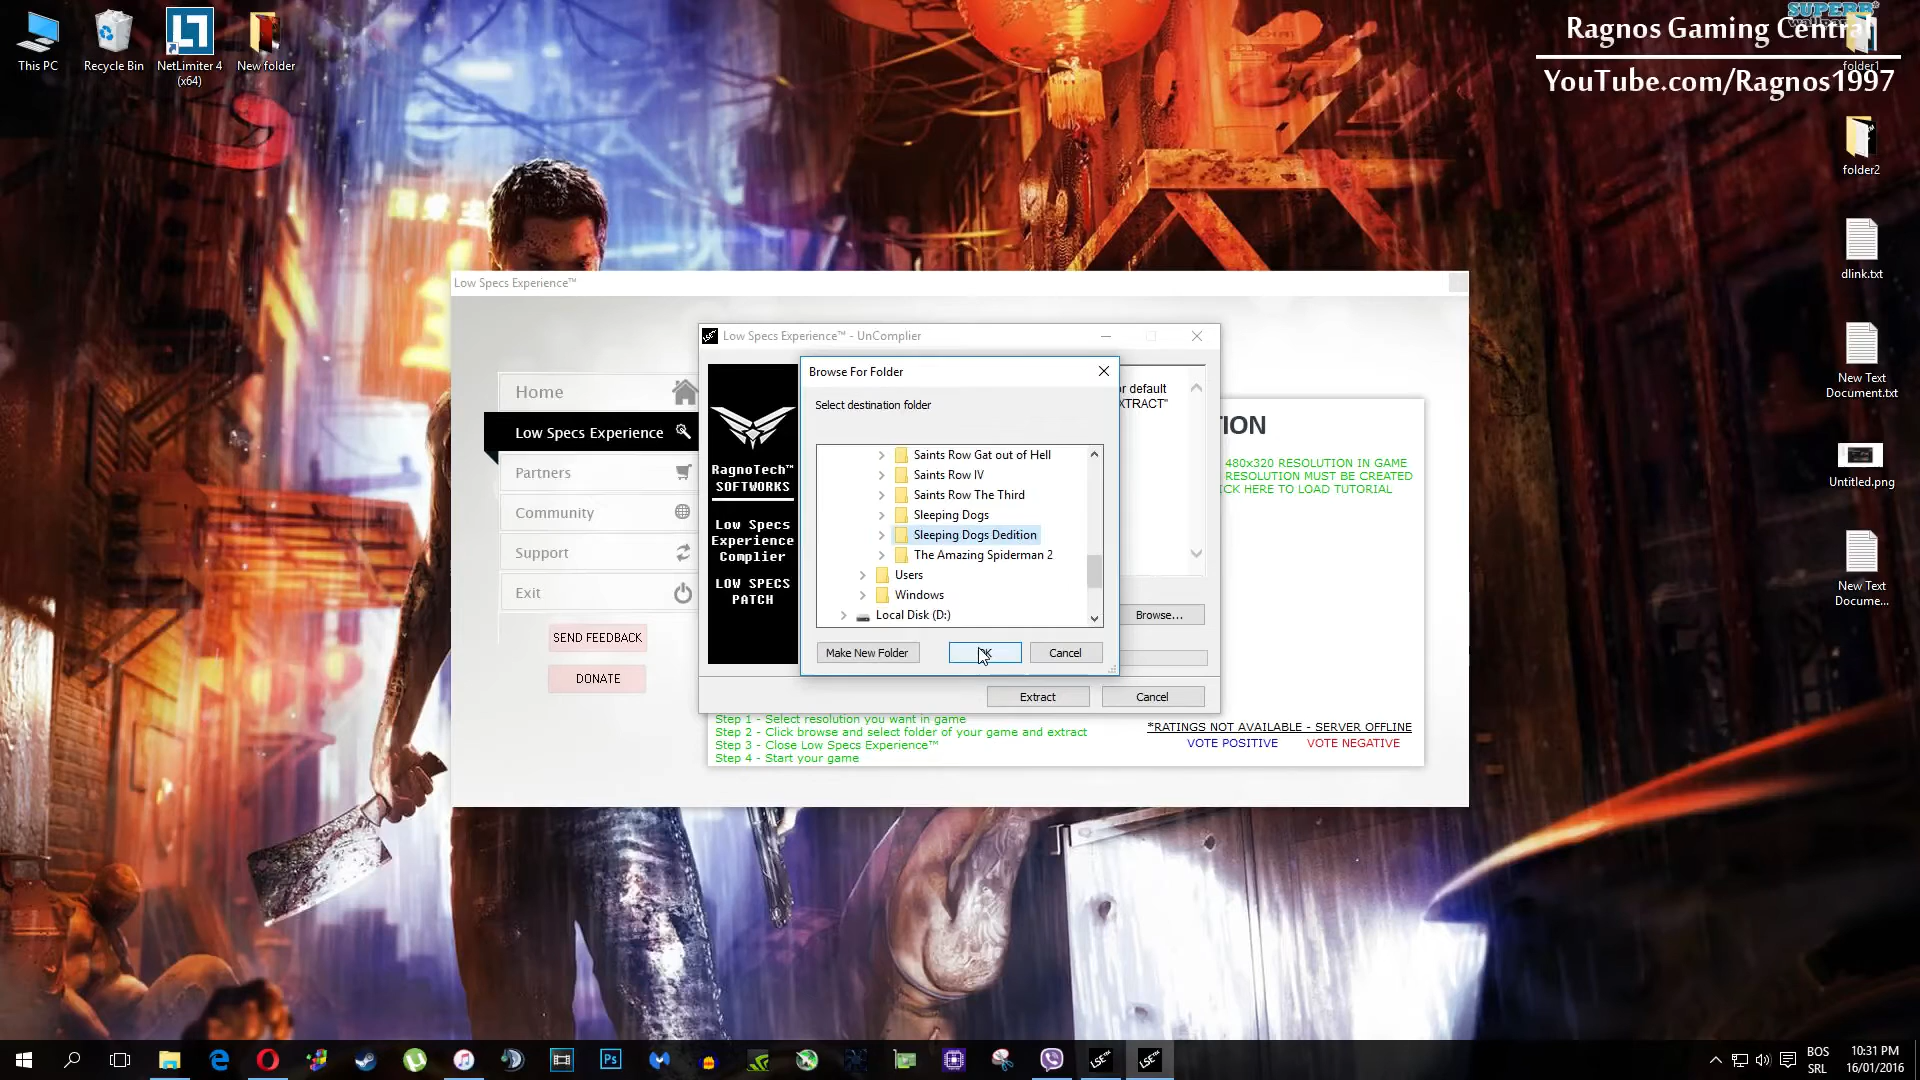 This PC
Recycle Bin
NetLimiter 4
(x64)
New folder
SUPERB
Ragnos Gaming Central
YouTube.com/Ragnos1997
folder1
folder2
dlink.txt
New Text
Document.txt
Untitled.png
New Text
Docume...
Low Specs Experience™
Home
Low Specs Experience
Partners
Community
Support
Exit
SEND FEEDBACK
DONATE
Low Specs Experience™ - UnComplier
RagnoTech™
SOFTWORKS
Low Specs
Experience
Complier
LOW SPECS
PATCH
Browse For Folder
Select destination folder
Saints Row Gat out of Hell
Saints Row IV
Saints Row The Third
Sleeping Dogs
Sleeping Dogs Dedition
The Amazing Spiderman 2
Users
Windows
Local Disk (D:)
Make New Folder
OK
Cancel
or default
XTRACT"
Browse...
Extract
Cancel
TION
480x320 RESOLUTION IN GAME
RESOLUTION MUST BE CREATED
ICK HERE TO LOAD TUTORIAL
Step 1 - Select resolution you want in game
Step 2 - Click browse and select folder of your game and extract
Step 3 - Close Low Specs Experience™
Step 4 - Start your game
*RATINGS NOT AVAILABLE - SERVER OFFLINE
VOTE POSITIVE
VOTE NEGATIVE
Ps
LSE™
LSE™
BOS
SRL
10:31 PM
16/01/2016